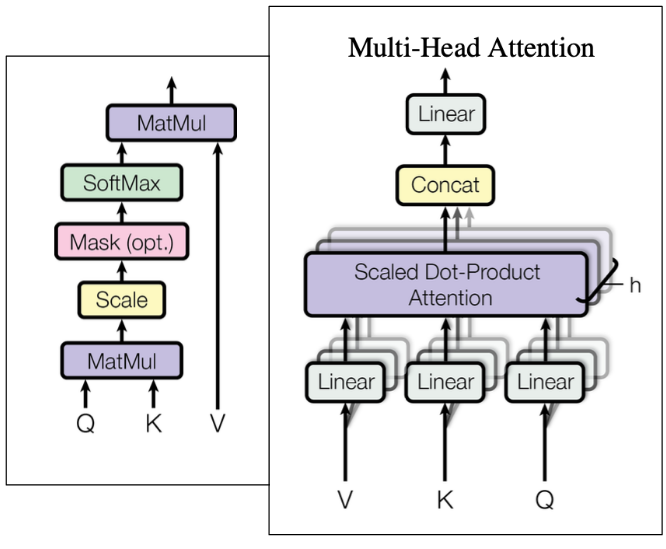 MatMul
SoftMax
Mask (opt.)
Scale
MatMul
Q K V
Multi-Head Attention
Linear
Concat
Scaled Dot-Product
Attention
h
Linear Linear Linear
V K Q